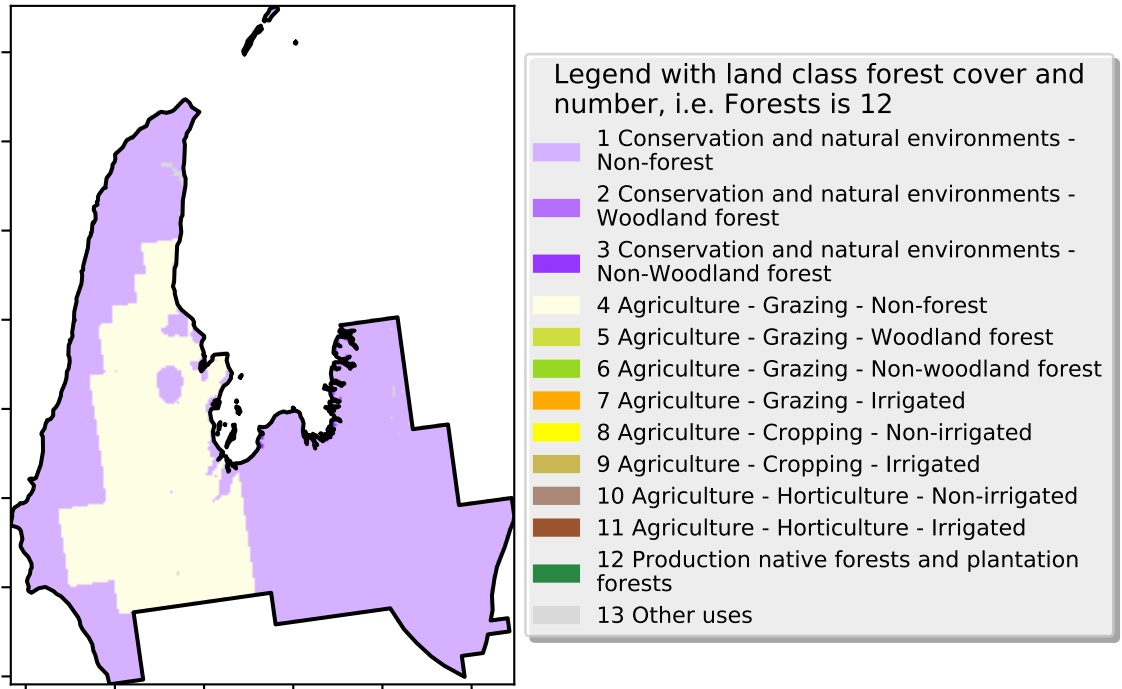 Legend with land class forest cover and
number, i.e. Forests is 12
1 Conservation and natural environments -
Non-forest
2 Conservation and natural environments -
Woodland forest
3 Conservation and natural environments -
Non-Woodland forest
4 Agriculture - Grazing - Non-forest
5 Agriculture - Grazing - Woodland forest
6 Agriculture - Grazing - Non-woodland forest
7 Agriculture - Grazing - Irrigated
8 Agriculture - Cropping - Non-irrigated
9 Agriculture - Cropping - Irrigated
10 Agriculture - Horticulture - Non-irrigated
11 Agriculture - Horticulture - Irrigated
12 Production native forests and plantation
forests
13 Other uses